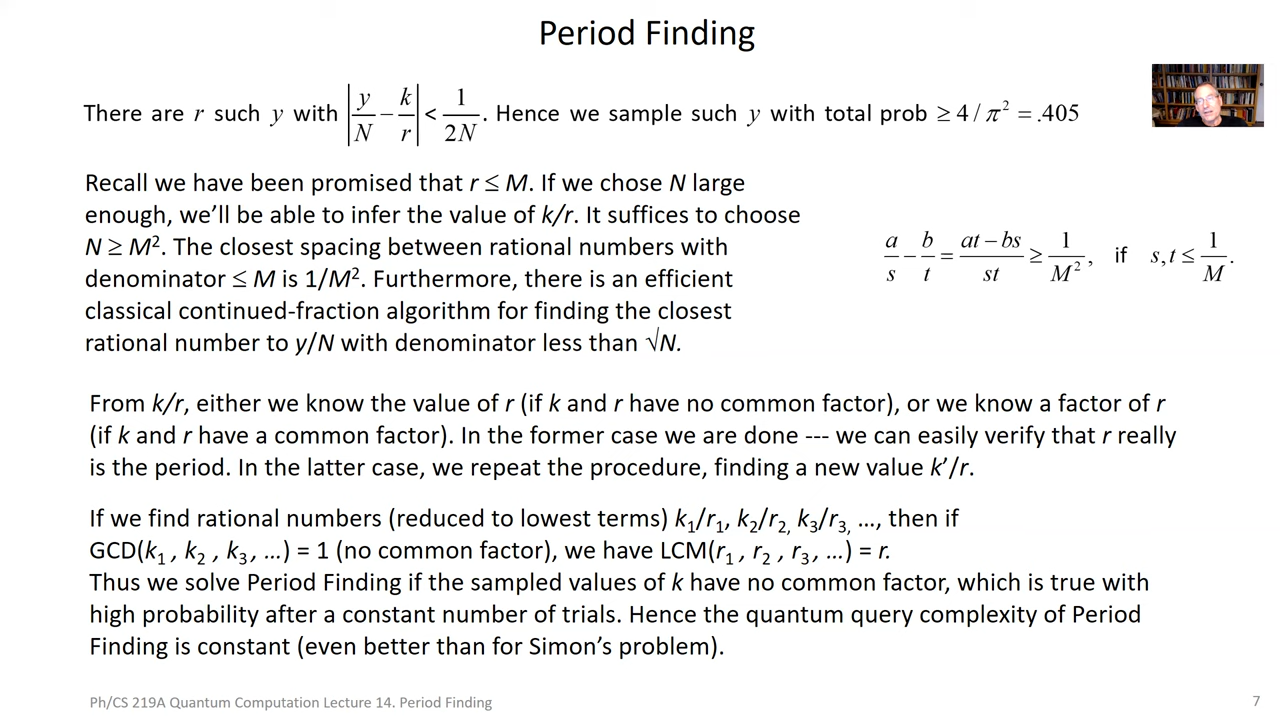 Period Finding
There are r such y with |y/N − k/r| < 1/2N. Hence we sample such y with total prob ≥ 4 / π² = .405
Recall we have been promised that r ≤ M. If we chose N large
enough, we'll be able to infer the value of k/r. It suffices to choose
N ≥ M². The closest spacing between rational numbers with
denominator ≤ M is 1/M². Furthermore, there is an efficient
classical continued-fraction algorithm for finding the closest
rational number to y/N with denominator less than √N.
a/s − b/t = (at − bs)/st ≥ 1/M², if s,t ≤ 1/M.
From k/r, either we know the value of r (if k and r have no common factor), or we know a factor of r
(if k and r have a common factor). In the former case we are done --- we can easily verify that r really
is the period. In the latter case, we repeat the procedure, finding a new value k'/r.
If we find rational numbers (reduced to lowest terms) k₁/r₁, k₂/r₂, k₃/r₃, …, then if
GCD(k₁ , k₂ , k₃, …) = 1 (no common factor), we have LCM(r₁ , r₂ , r₃, …) = r.
Thus we solve Period Finding if the sampled values of k have no common factor, which is true with
high probability after a constant number of trials. Hence the quantum query complexity of Period
Finding is constant (even better than for Simon's problem).
Ph/CS 219A Quantum Computation Lecture 14. Period Finding
7